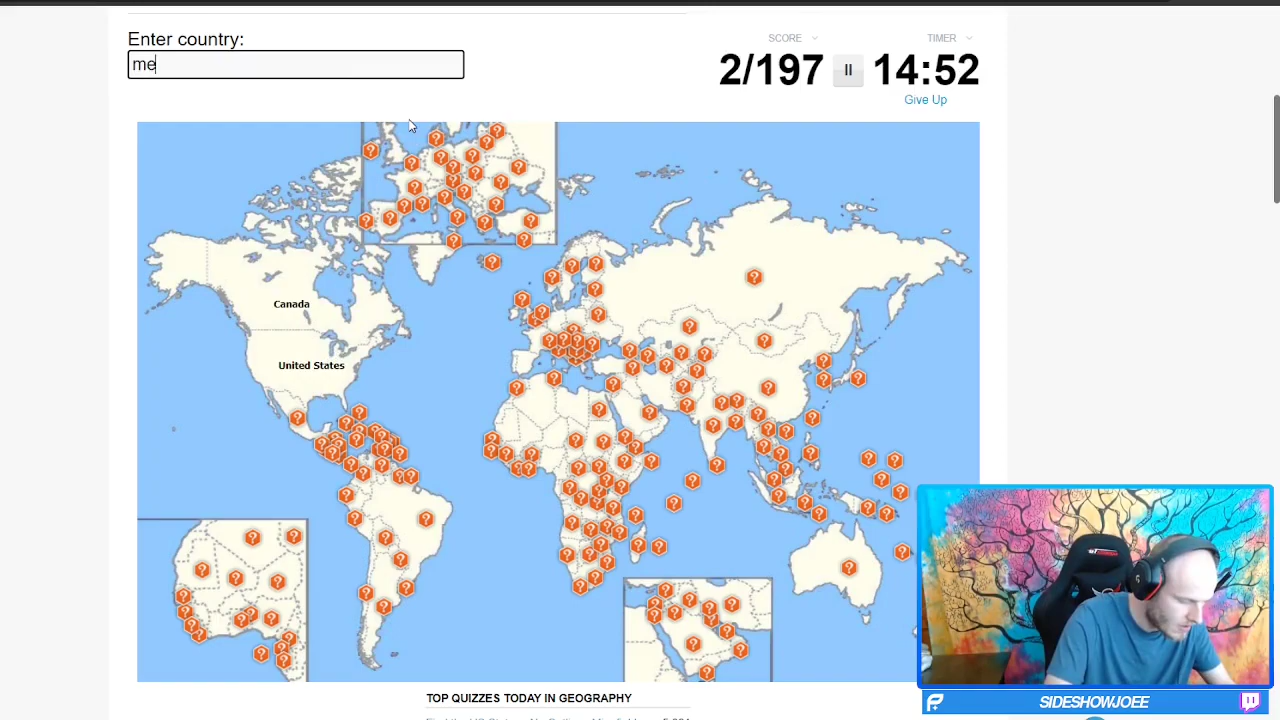 Enter country:
me
SCORE
TIMER
2/197
14:52
Give Up
Canada
United States
TOP QUIZZES TODAY IN GEOGRAPHY
SIDESHOWJOEE